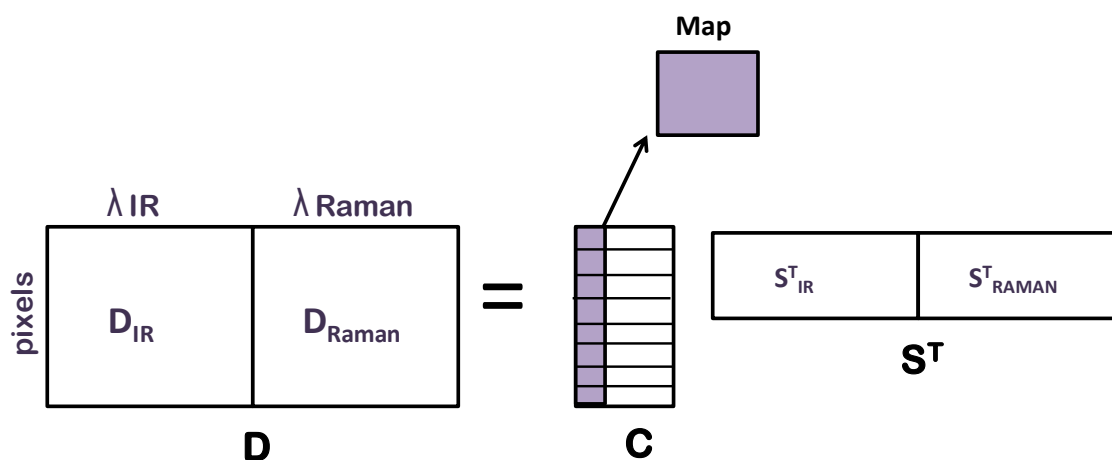 Map
λ IR λ Raman
pixels
D_IR D_Raman
=
S^T_IR S^T_RAMAN
D
C
S^T